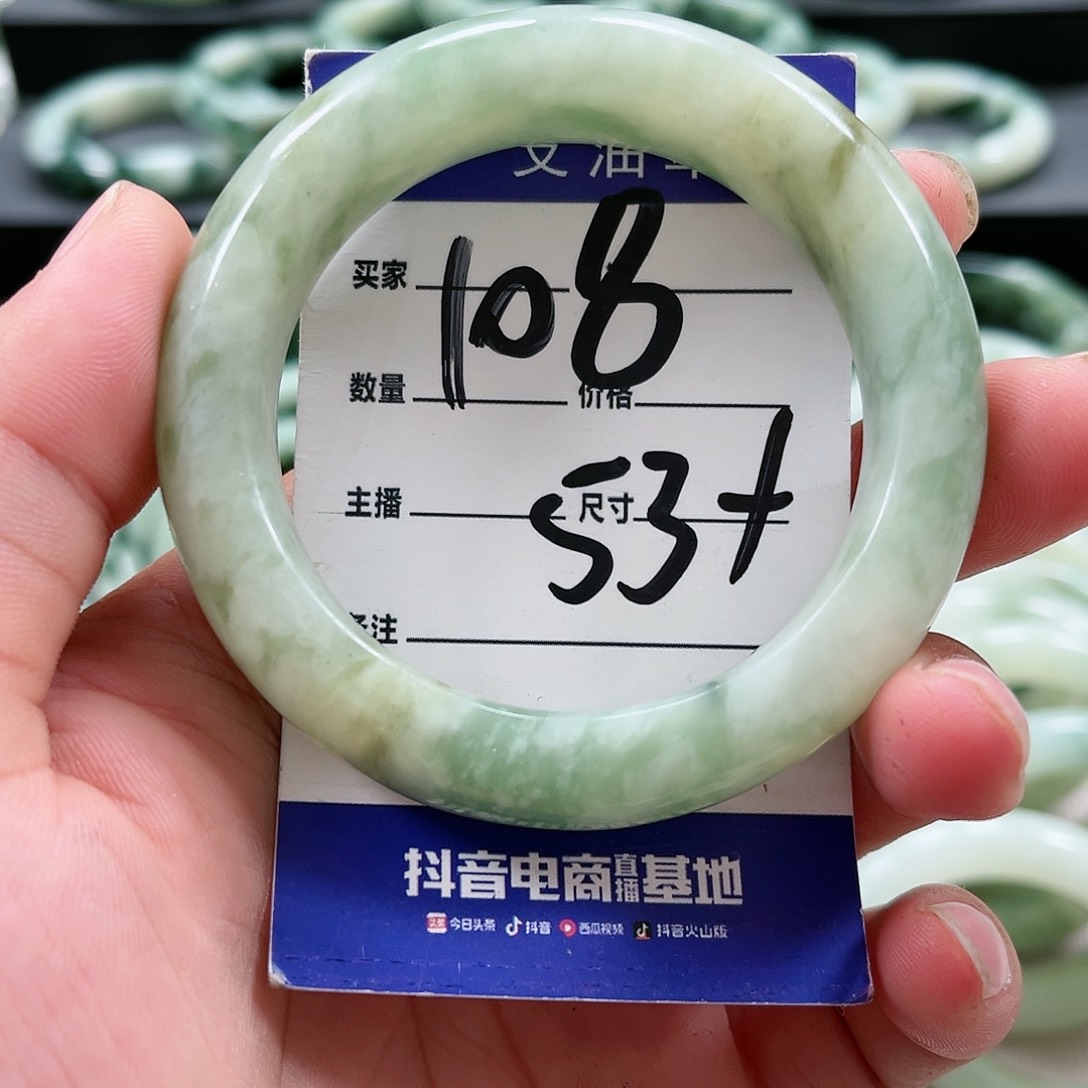 买家 108
数量 价格
主播 尺寸 53+
注
抖音电商直播基地
今日头条 抖音 西瓜视频 抖音火山版